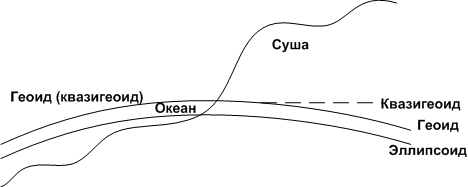 Суша
Геоид (квазигеоид)
Океан
Квазигеоид
Геоид
Эллипсоид